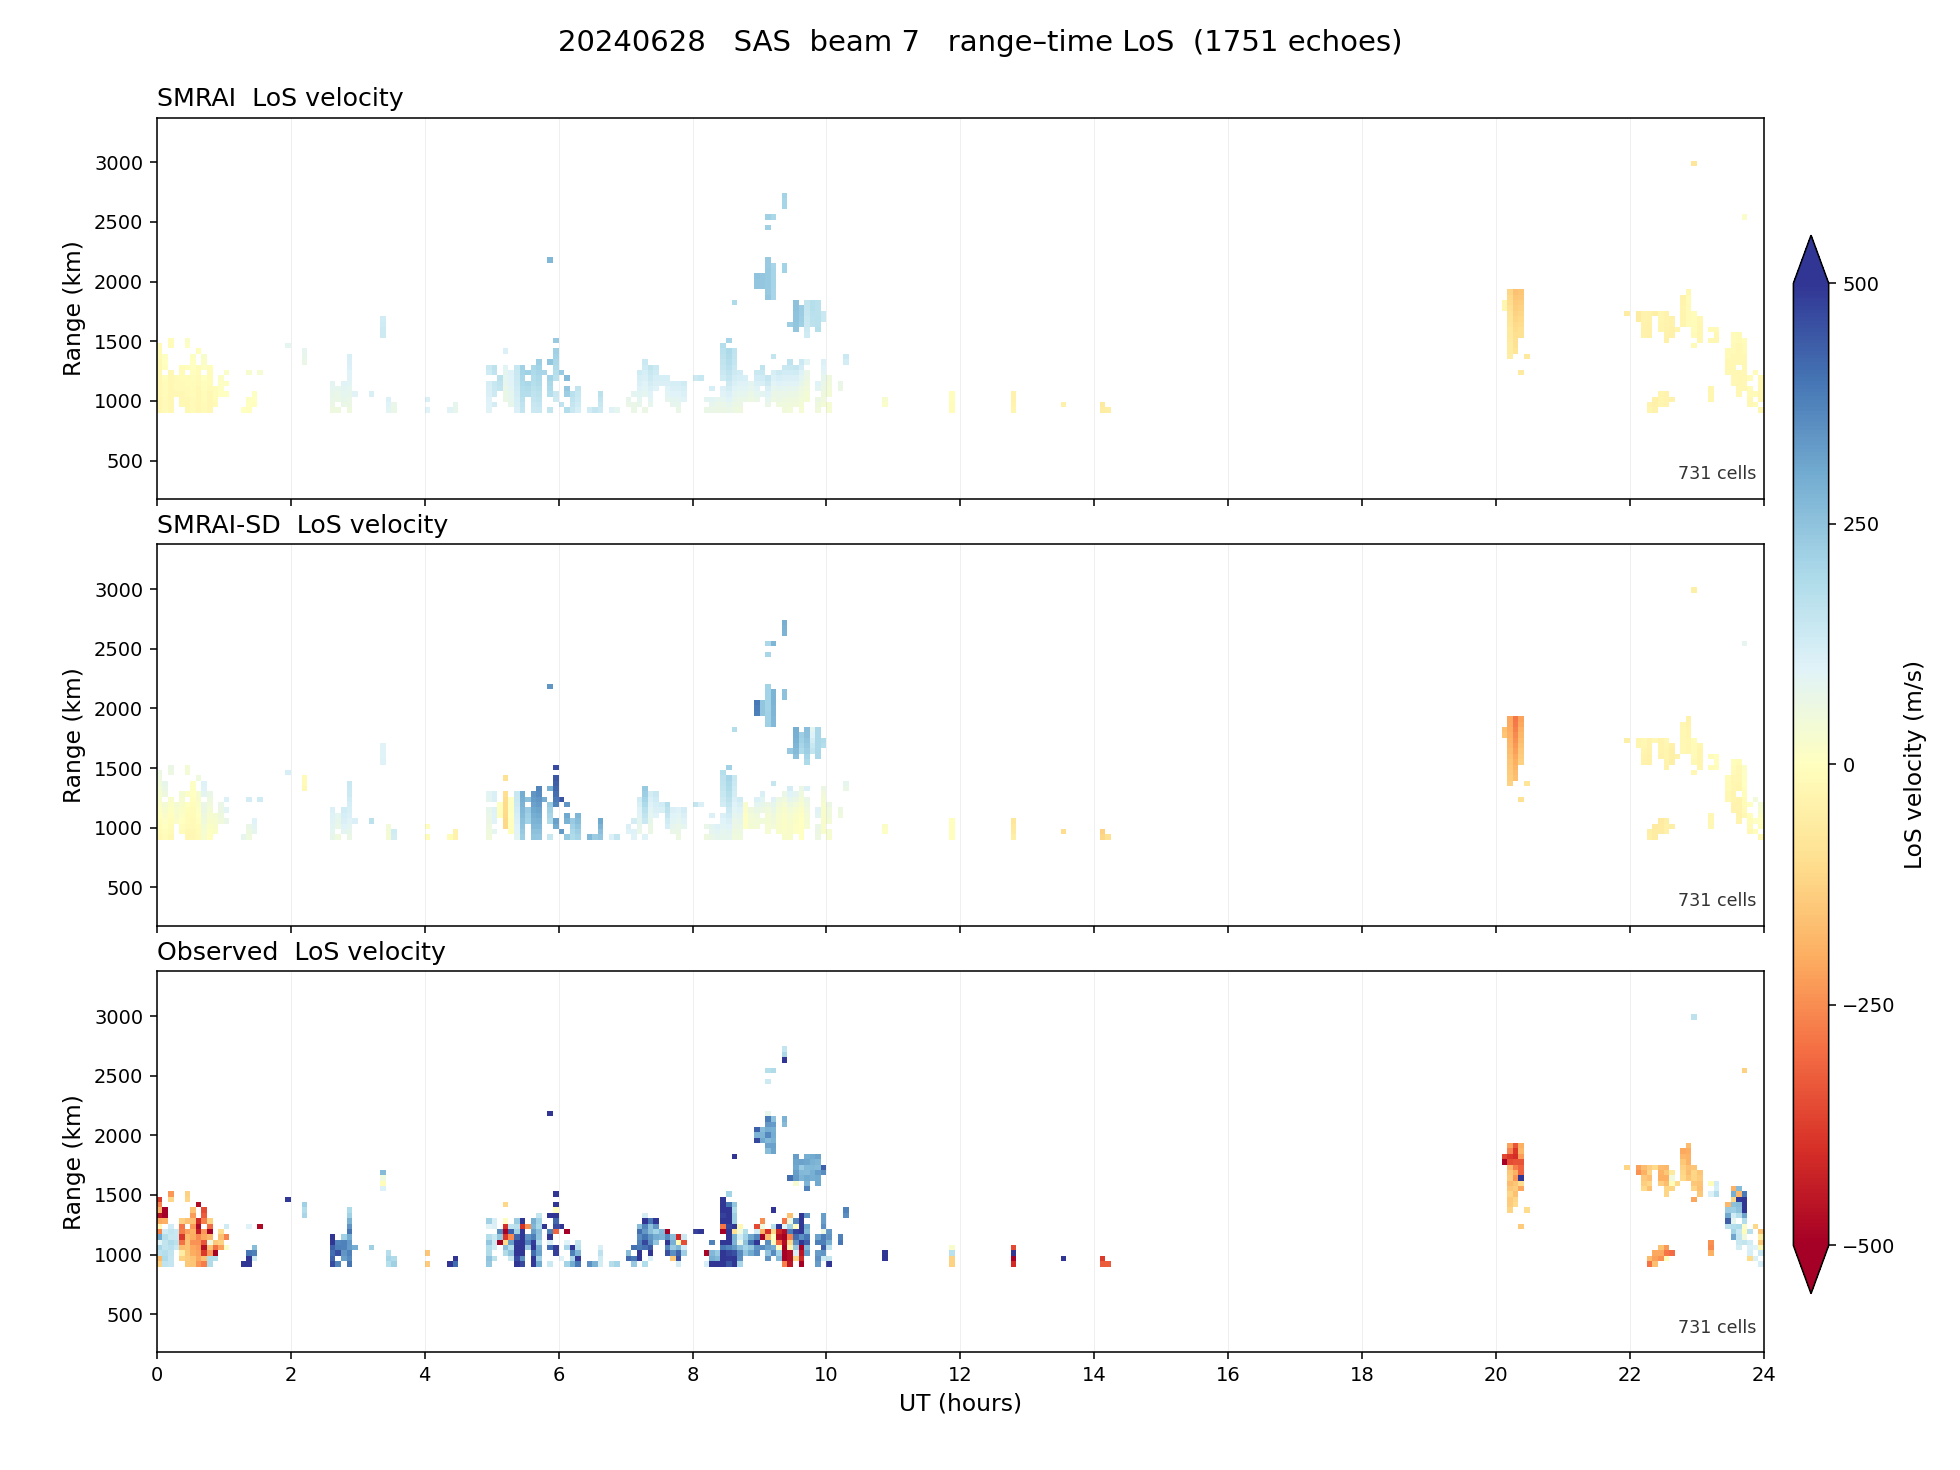 20240628   SAS  beam 7   range–time LoS  (1751 echoes)
SMRAI  LoS velocity
3000
2500
2000
1500
1000
500
Range (km)
731 cells
SMRAI-SD  LoS velocity
3000
2500
2000
1500
1000
500
Range (km)
731 cells
Observed  LoS velocity
3000
2500
2000
1500
1000
500
Range (km)
731 cells
0 2 4 6 8 10 12 14 16 18 20 22 24
UT (hours)
500
250
0
−250
−500
LoS velocity (m/s)